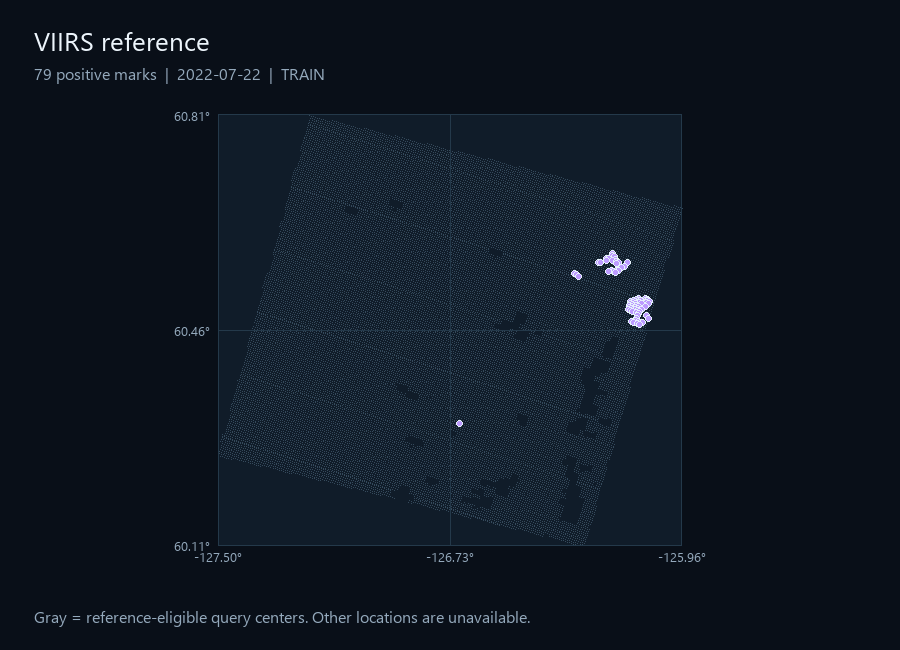 VIIRS reference
79 positive marks | 2022-07-22 | TRAIN
60.81°
60.46°
60.11°
-127.50°
-126.73°
-125.96°
Gray = reference-eligible query centers. Other locations are unavailable.